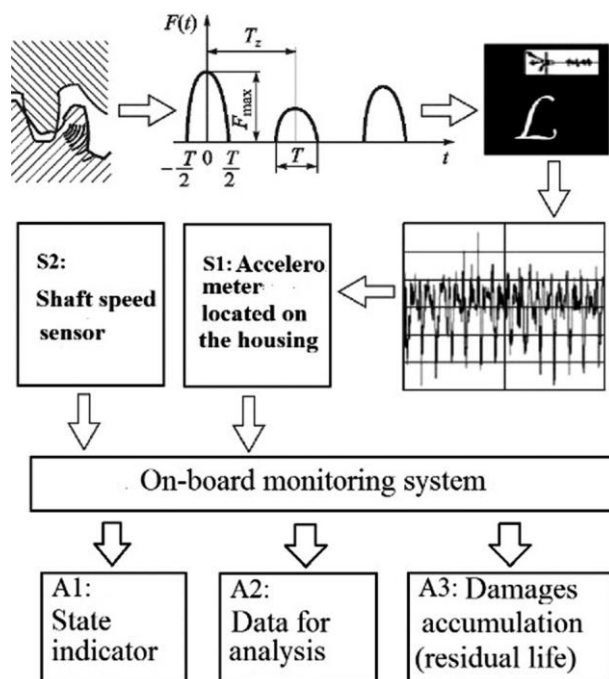 F(t)
T_z
F_max
T
t
-T/2 0 T/2
ℒ
S2:
Shaft speed
sensor
S1: Accelero
meter
located on
the housing
On-board monitoring system
A1:
State
indicator
A2:
Data for
analysis
A3: Damages
accumulation
(residual life)